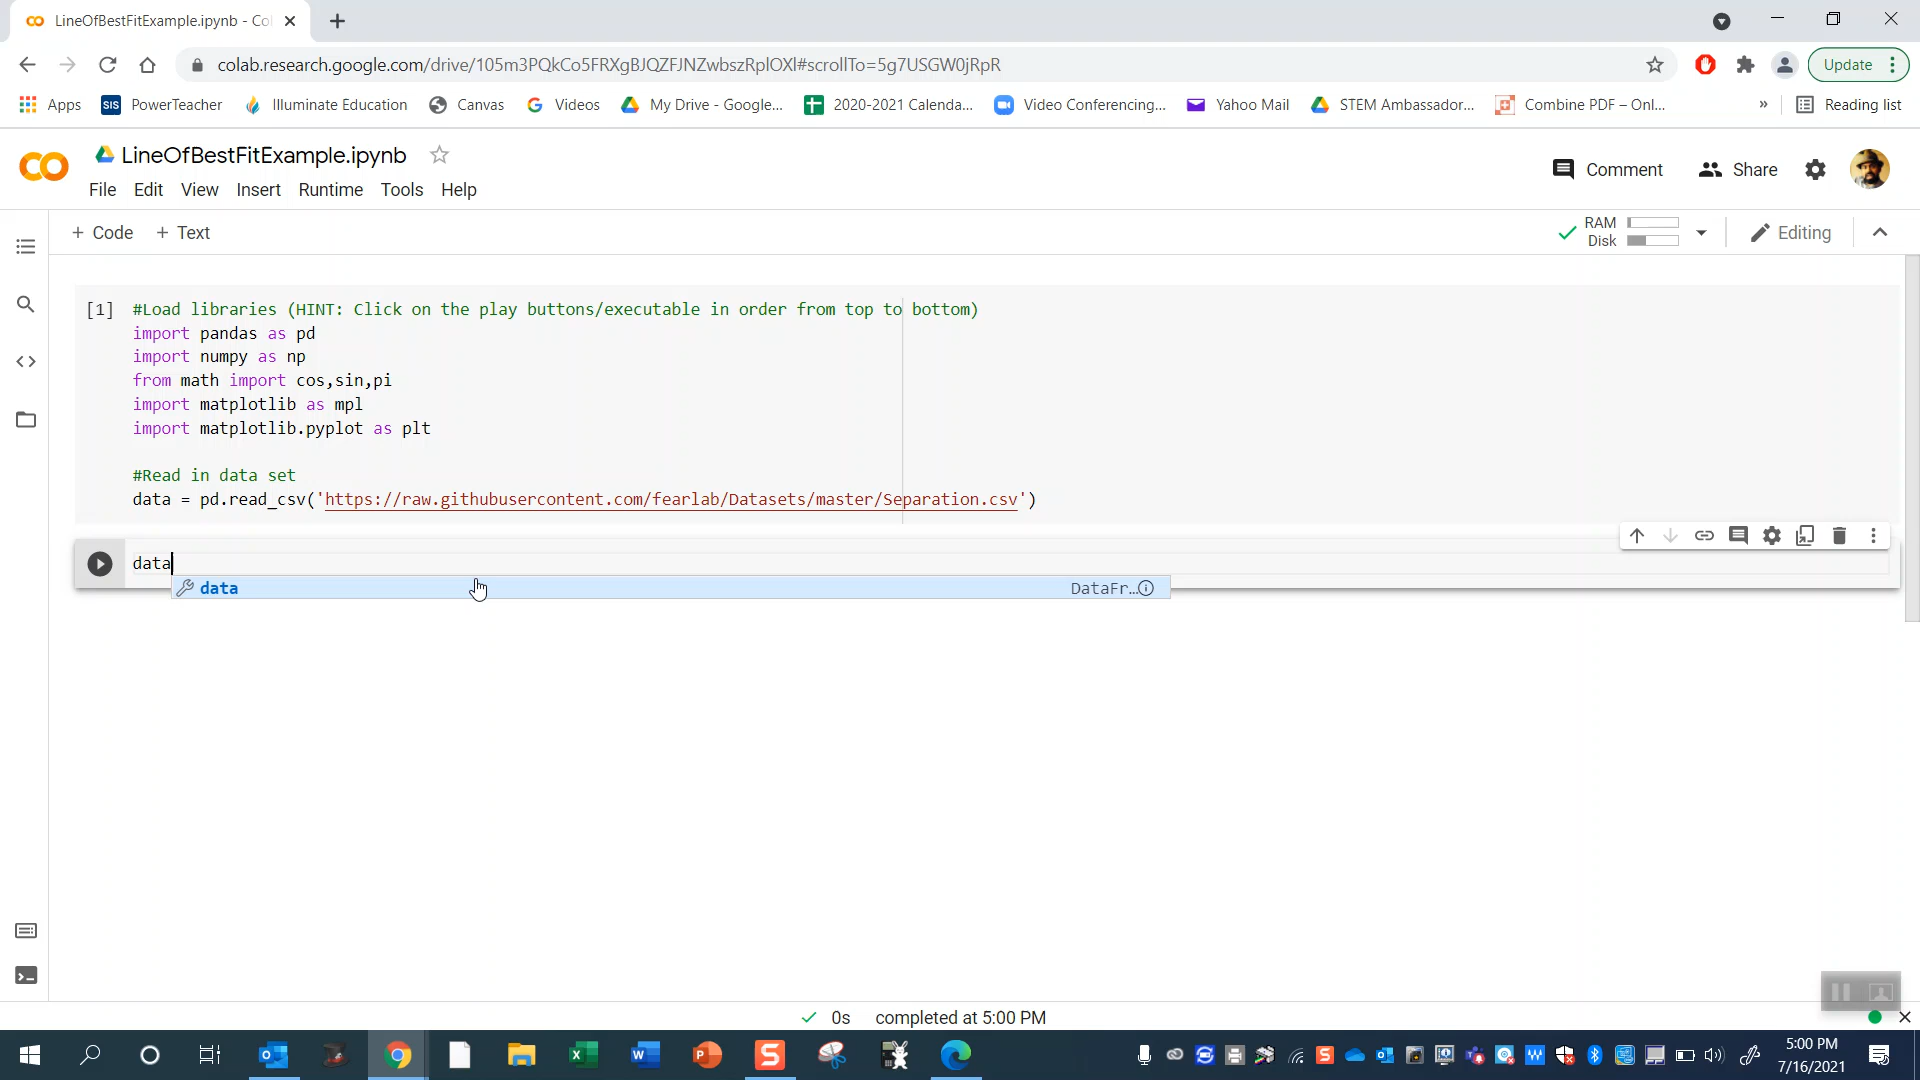 LineOfBestFitExample.ipynb - Co
colab.research.google.com/drive/105m3PQkCo5FRXgBJQZFJNZwbszRplOXl#scrollTo=5g7USGW0jRpR
Update
Apps
SIS PowerTeacher
Illuminate Education
Canvas
Videos
My Drive - Google...
2020-2021 Calenda...
Video Conferencing...
Yahoo Mail
STEM Ambassador...
Combine PDF – Onl...
»
Reading list
LineOfBestFitExample.ipynb
Comment
Share
File Edit View Insert Runtime Tools Help
+ Code + Text
RAM
Disk
Editing
[1] #Load libraries (HINT: Click on the play buttons/executable in order from top to bottom)
import pandas as pd
import numpy as np
from math import cos,sin,pi
import matplotlib as mpl
import matplotlib.pyplot as plt
#Read in data set
data = pd.read_csv('https://raw.githubusercontent.com/fearlab/Datasets/master/Separation.csv')
data
data DataFr...
0s completed at 5:00 PM
5:00 PM
7/16/2021